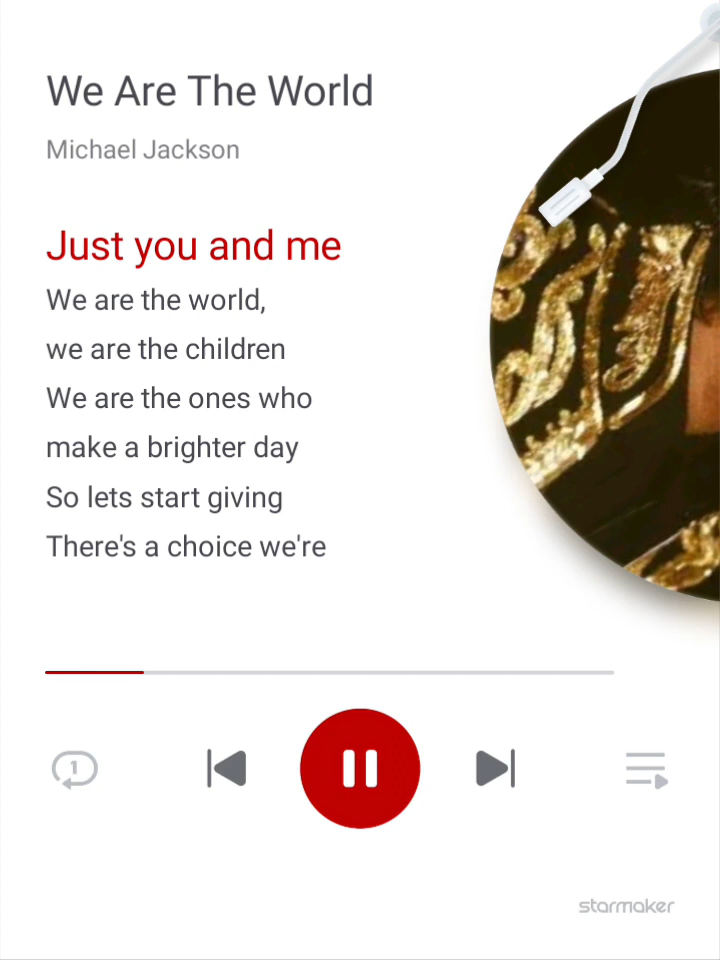 We Are The World
Michael Jackson
Just you and me
We are the world,
we are the children
We are the ones who
make a brighter day
So lets start giving
There's a choice we're
1
starmaker